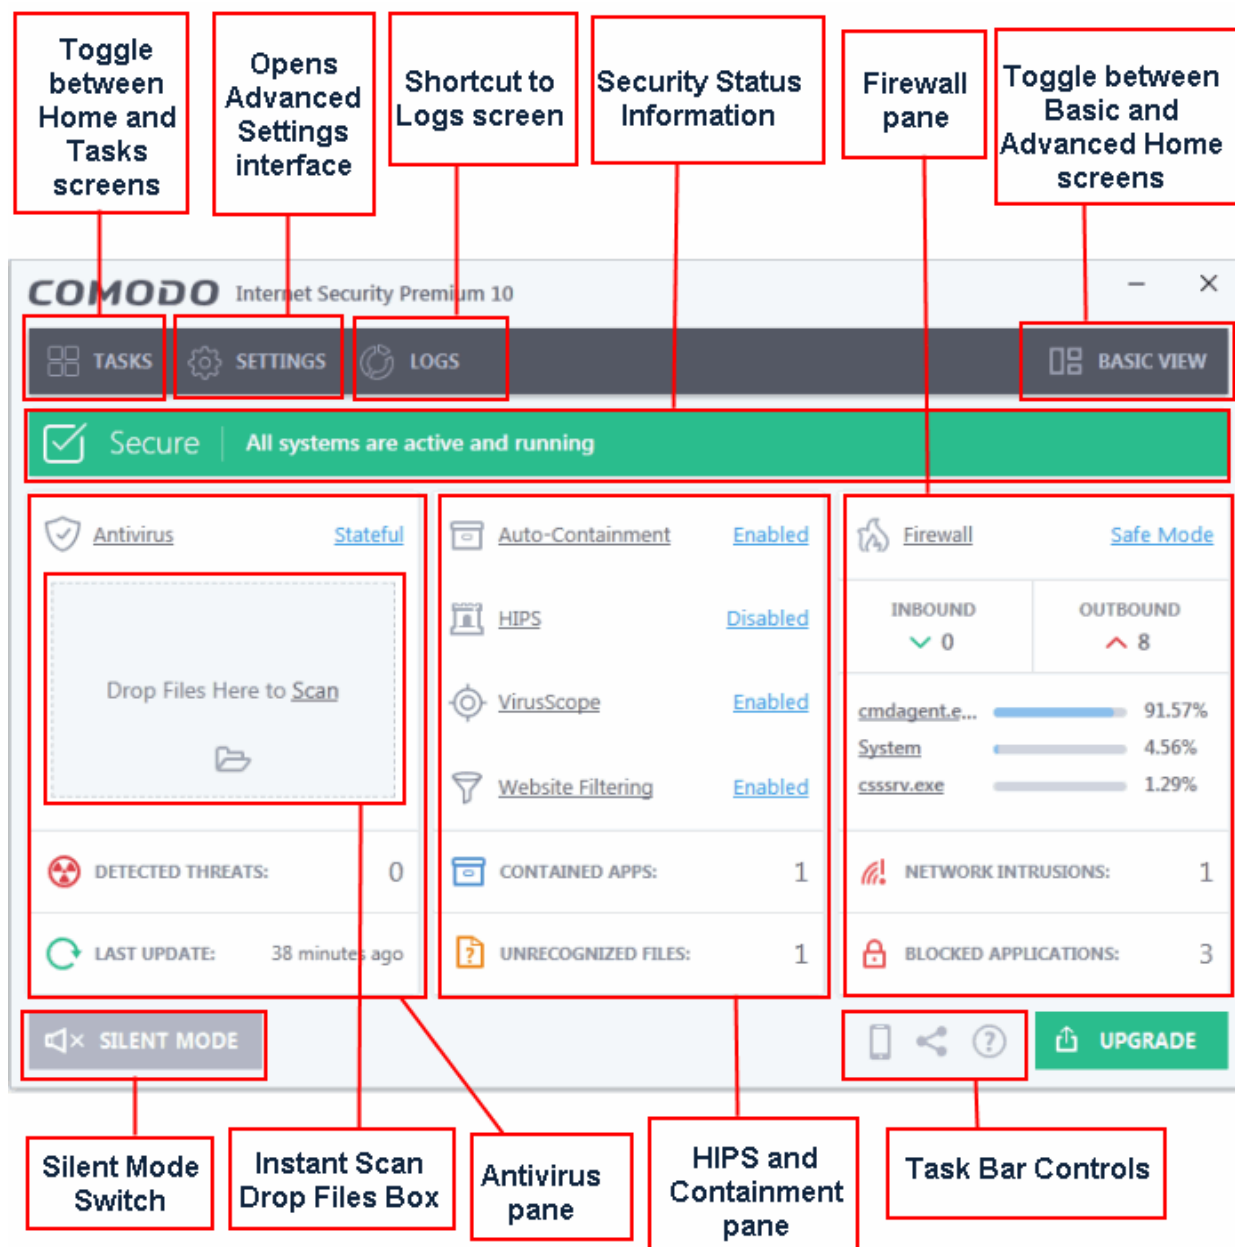 Toggle
between
Home and
Tasks
screens
Opens
Advanced
Settings
interface
Shortcut to
Logs screen
Security Status
Information
Firewall
pane
Toggle between
Basic and
Advanced Home
screens
COMODO Internet Security Premium 10
TASKS SETTINGS LOGS BASIC VIEW
Secure All systems are active and running
Antivirus Stateful
Drop Files Here to Scan
DETECTED THREATS: 0
LAST UPDATE: 38 minutes ago
Auto-Containment Enabled
HIPS Disabled
VirusScope Enabled
Website Filtering Enabled
CONTAINED APPS: 1
UNRECOGNIZED FILES: 1
Firewall Safe Mode
INBOUND OUTBOUND
0 8
cmdagent.e... 91.57%
System 4.56%
csssrv.exe 1.29%
NETWORK INTRUSIONS: 1
BLOCKED APPLICATIONS: 3
SILENT MODE UPGRADE
Silent Mode
Switch
Instant Scan
Drop Files Box
Antivirus
pane
HIPS and
Containment
pane
Task Bar Controls